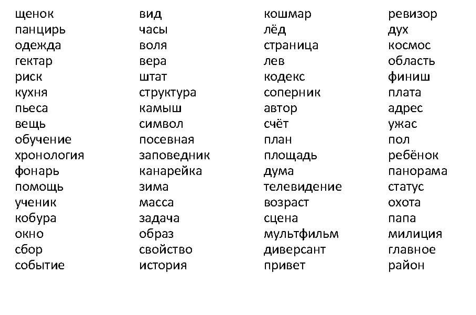 щенок вид кошмар ревизор
панцирь часы лёд дух
одежда воля страница космос
гектар вера лев область
риск штат кодекс финиш
кухня структура соперник плата
пьеса камыш автор адрес
вещь символ счёт ужас
обучение посевная план пол
хронология заповедник площадь ребёнок
фонарь канарейка дума панорама
помощь зима телевидение статус
ученик масса возраст охота
кобура задача сцена папа
окно образ мультфильм милиция
сбор свойство диверсант главное
событие история привет район